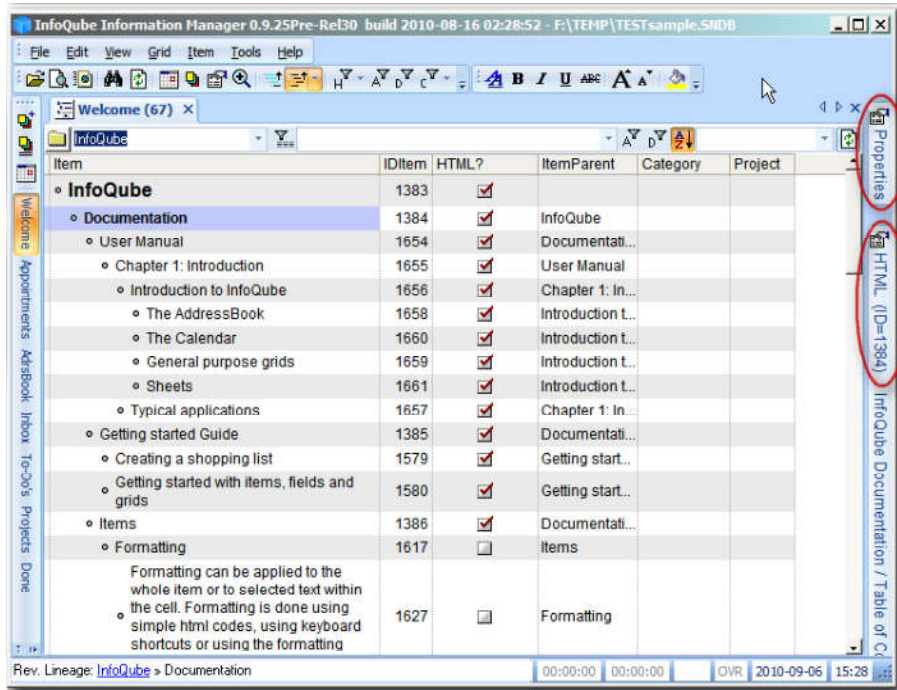 InfoQube Information Manager 0.9.25Pre-Rel30 build 2010-08-16 02:28:52 - F:\TEMP\TESTsample.SNDB
File Edit View Grid Item Tools Help
H A D C A B I U ABC A A
Welcome (67) X
InfoQube A D A Z
Item IDItem HTML? ItemParent Category Project
InfoQube 1383
Documentation 1384 InfoQube
User Manual 1654 Documentati...
Chapter 1: Introduction 1655 User Manual
Introduction to InfoQube 1656 Chapter 1: In...
The AddressBook 1658 Introduction t...
The Calendar 1660 Introduction t...
General purpose grids 1659 Introduction t...
Sheets 1661 Introduction t...
Typical applications 1657 Chapter 1: In...
Getting started Guide 1385 Documentati...
Creating a shopping list 1579 Getting start...
Getting started with items, fields and
grids 1580 Getting start...
Items 1386 Documentati...
Formatting 1617 Items
Formatting can be applied to the
whole item or to selected text within
the cell. Formatting is done using
simple html codes, using keyboard
shortcuts or using the formatting
1627 Formatting
Welcome Appointments AdrsBook Inbox To-Do's Projects Done
Properties
HTML: (ID=1384) InfoQube Documentation / Table of Co
Rev. Lineage: InfoQube » Documentation 00:00:00 00:00:00 OVR 2010-09-06 15:28